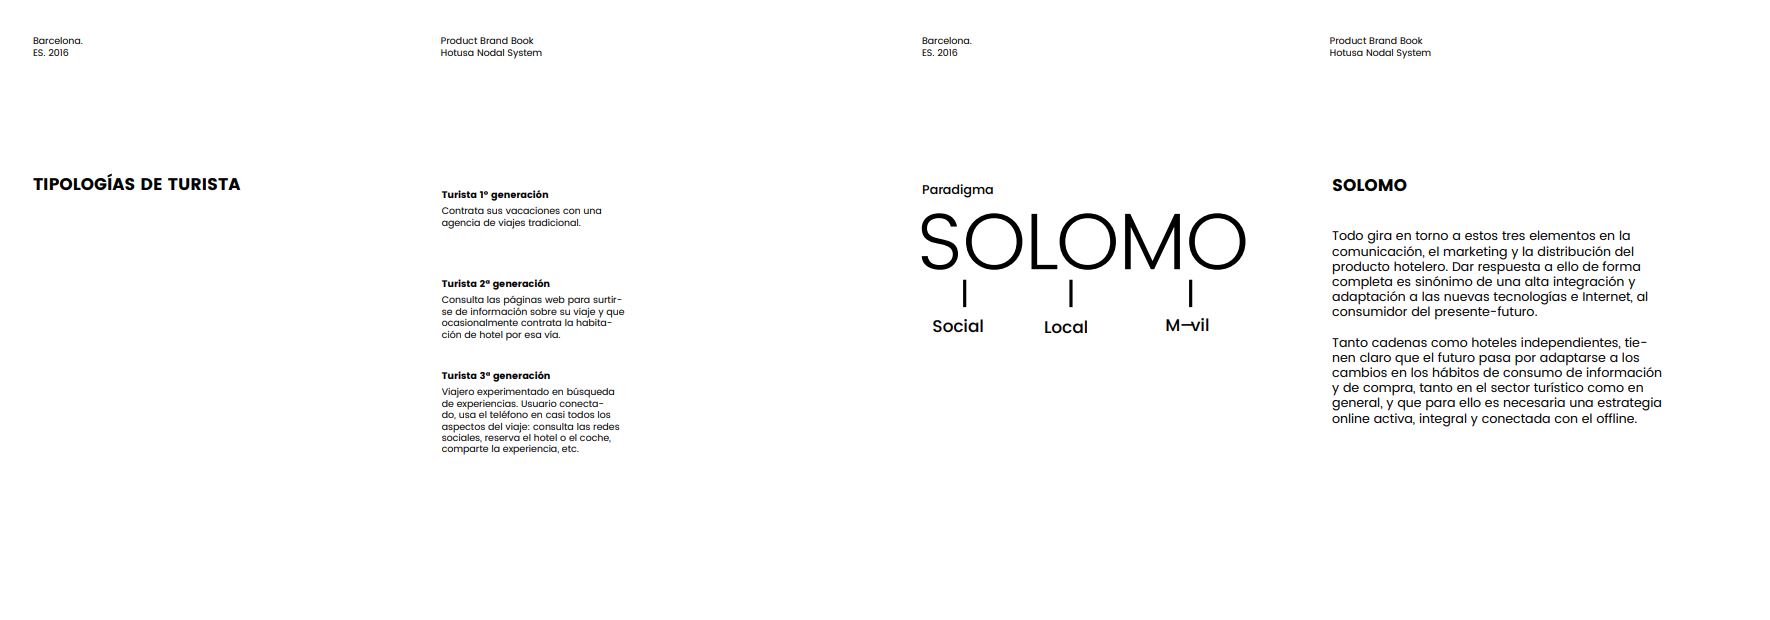 Barcelona.
ES. 2016
Product Brand Book
Hotusa Nodal System
TIPOLOGÍAS DE TURISTA
Turista 1º generación
Contrata sus vacaciones con una
agencia de viajes tradicional.
Turista 2ª generación
Consulta las páginas web para surtir-
se de información sobre su viaje y que
ocasionalmente contrata la habita-
ción de hotel por esa vía.
Turista 3ª generación
Viajero experimentado en búsqueda
de experiencias. Usuario conecta-
do, usa el teléfono en casi todos los
aspectos del viaje: consulta las redes
sociales, reserva el hotel o el coche,
comparte la experiencia, etc.
Barcelona.
ES. 2016
Product Brand Book
Hotusa Nodal System
Paradigma
SOLOMO
Social
Local
M—vil
SOLOMO
Todo gira en torno a estos tres elementos en la
comunicación, el marketing y la distribución del
producto hotelero. Dar respuesta a ello de forma
completa es sinónimo de una alta integración y
adaptación a las nuevas tecnologías e Internet, al
consumidor del presente-futuro.
Tanto cadenas como hoteles independientes, tie-
nen claro que el futuro pasa por adaptarse a los
cambios en los hábitos de consumo de información
y de compra, tanto en el sector turístico como en
general, y que para ello es necesaria una estrategia
online activa, integral y conectada con el offline.